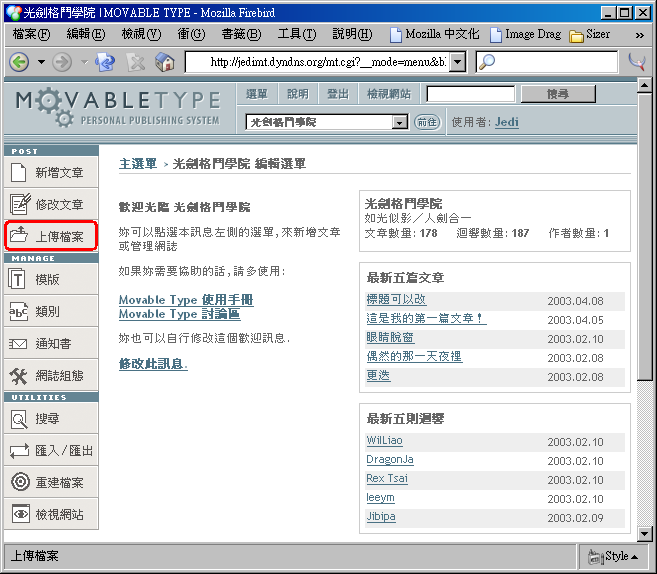 光劍格鬥學院 | MOVABLE TYPE - Mozilla Firebird
檔案(F) 編輯(E) 檢視(V) 衝(G) 書籤(B) 工具(T) 說明(H) Mozilla 中文化 Image Drag Sizer »
http://jedimt.dyndns.org/mt.cgi?__mode=menu&b
MOVABLETYPE
PERSONAL PUBLISHING SYSTEM
選單 說明 登出 檢視網站 搜尋
光劍格鬥學院 前往 使用者: Jedi
POST
新增文章
修改文章
上傳檔案
MANAGE
模版
類別
通知書
網誌組態
UTILITIES
搜尋
匯入/匯出
重建檔案
檢視網站
主選單 > 光劍格鬥學院 編輯選單
歡迎光臨 光劍格鬥學院
妳可以點選本訊息左側的選單,來新增文章
或管理網誌
如果妳需要協助的話,請多使用:
Movable Type 使用手冊
Movable Type 討論區
妳也可以自行修改這個歡迎訊息.
修改此訊息.
光劍格鬥學院
如光似影／人劍合一
文章數量: 178 迴響數量: 187 作者數量: 1
最新五篇文章
標題可以改 2003.04.08
這是我的第一篇文章！ 2003.04.05
眼睛脫窗 2003.02.10
偶然的那一天夜裡 2003.02.08
更迭 2003.02.08
最新五則迴響
WilLiao 2003.02.10
DragonJa 2003.02.10
Rex Tsai 2003.02.10
leeym 2003.02.10
Jibipa 2003.02.09
上傳檔案 Style